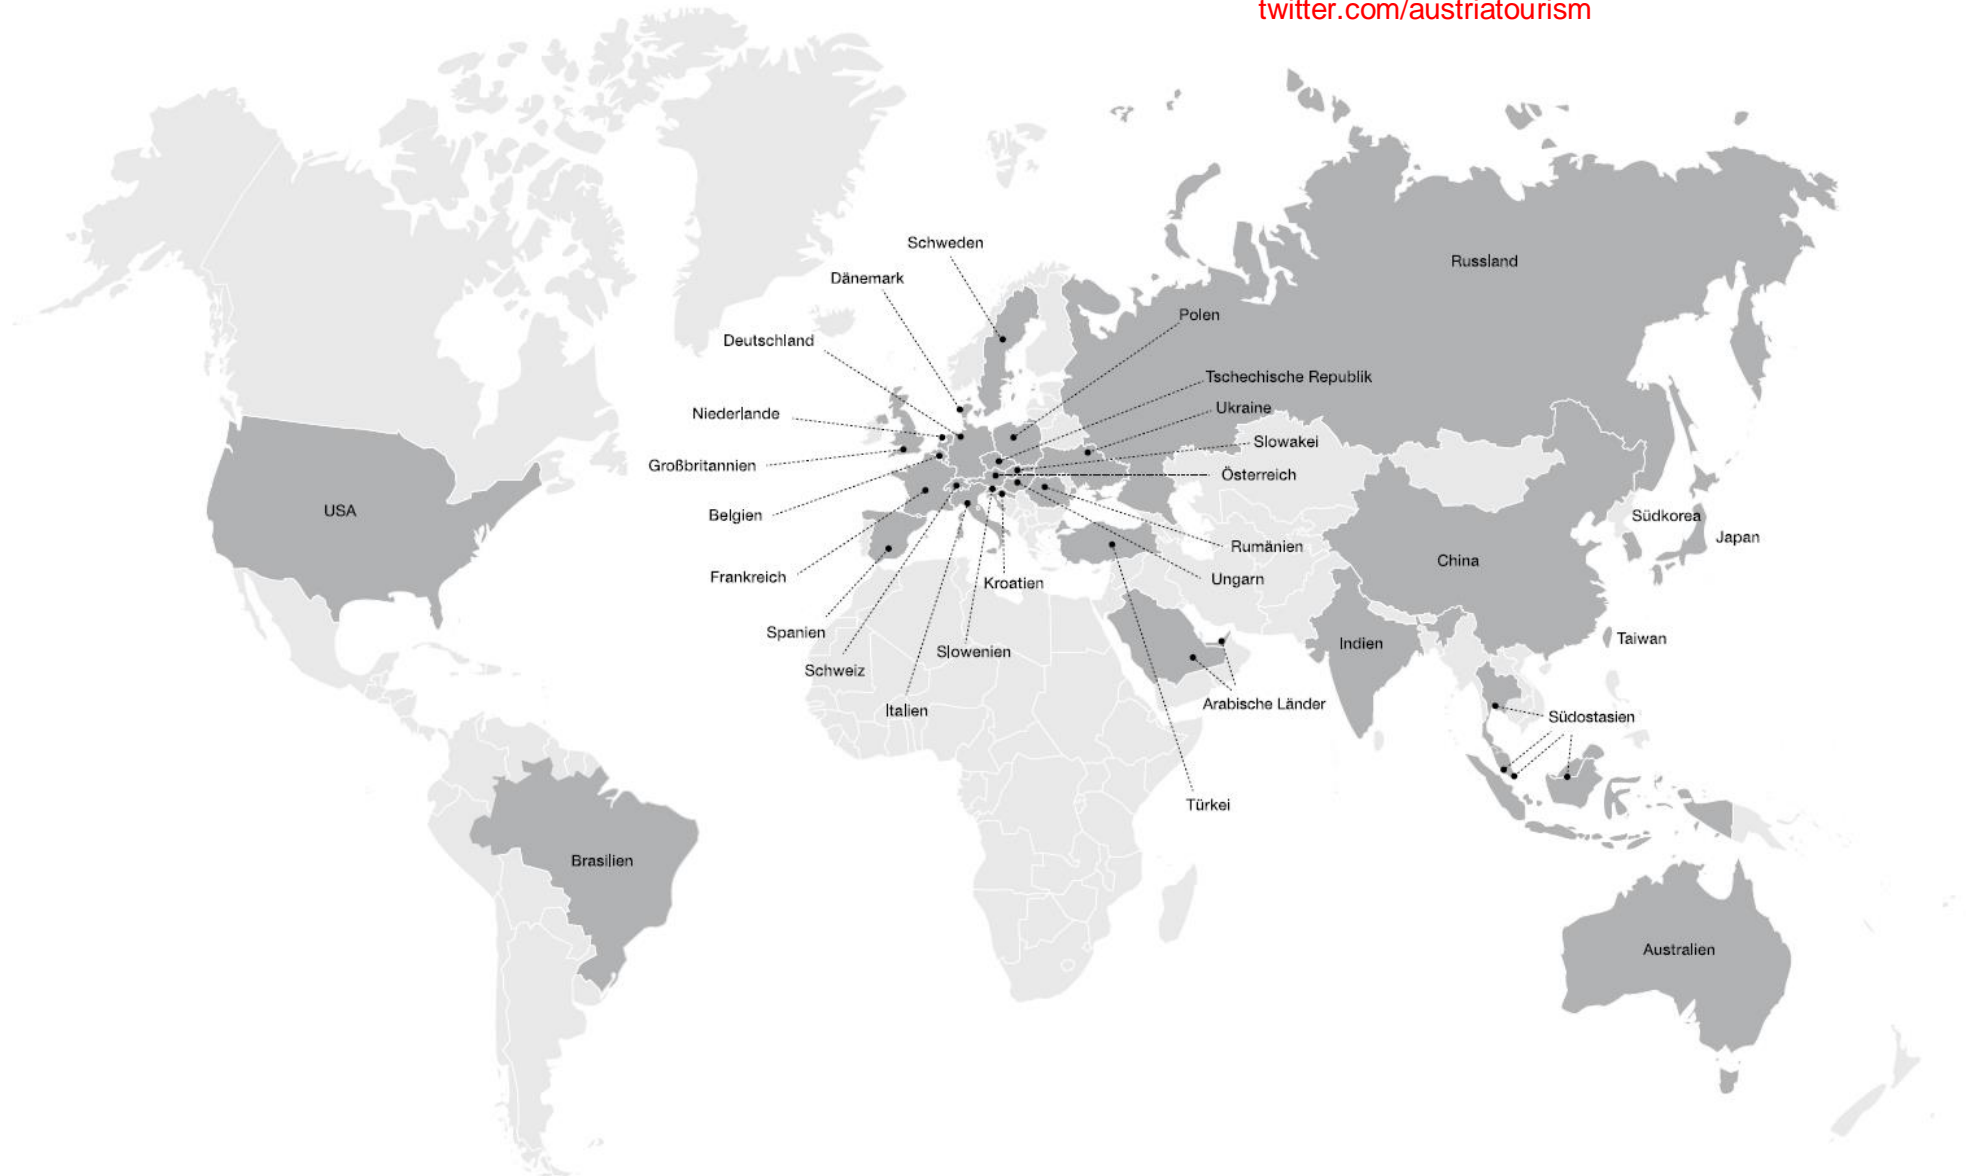 twitter.com/austriatourism
Schweden
Russland
Dänemark
Polen
Deutschland
Tschechische Republik
Ukraine
Niederlande
Slowakei
Großbritannien
Österreich
USA
Belgien
Südkorea
Japan
Rumänien
China
Frankreich
Kroatien
Ungarn
Spanien
Taiwan
Indien
Slowenien
Schweiz
Arabische Länder
Italien
Südostasien
Türkei
Brasilien
Australien